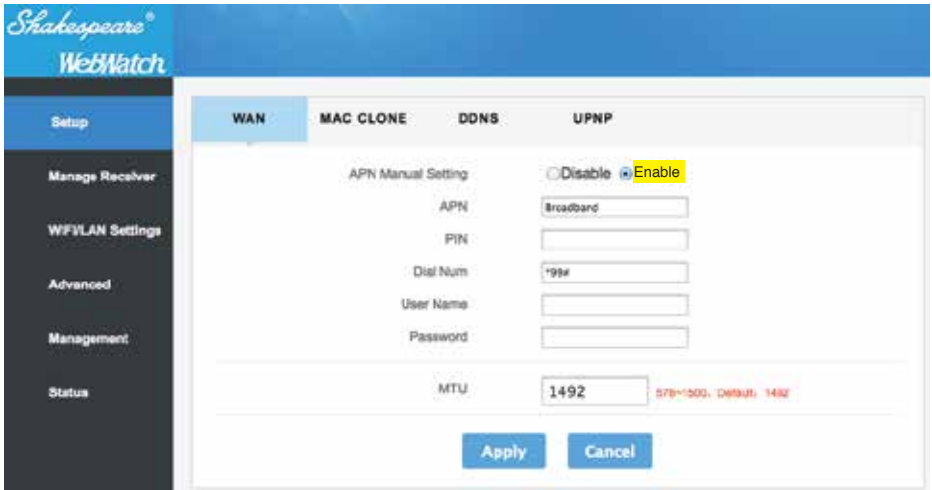 Shakespeare®
WebWatch
Setup
Manage Receiver
WIFI/LAN Settings
Advanced
Management
Status
WAN MAC CLONE DDNS UPNP
APN Manual Setting Disable Enable
APN Broadband
PIN
Dial Num *99#
User Name
Password
MTU 1492 576~1500, Default: 1492
Apply Cancel